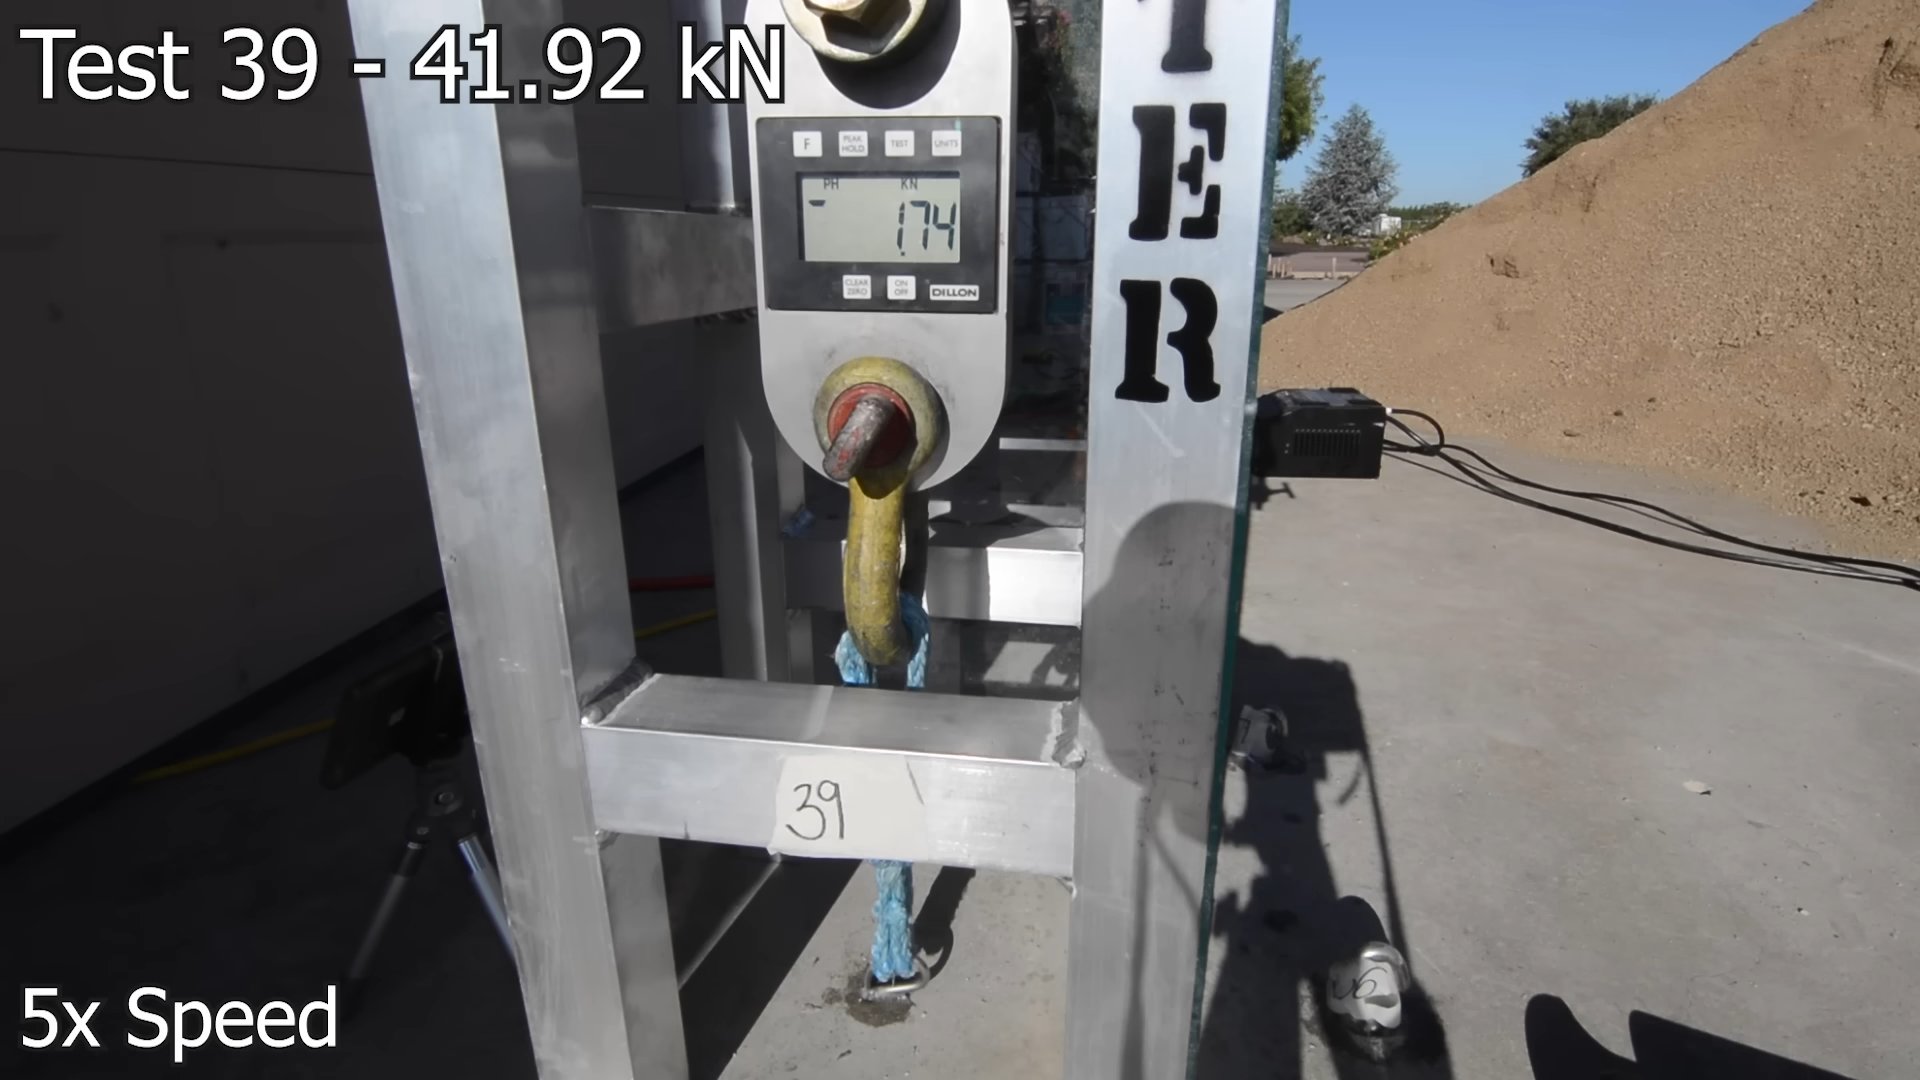 Test 39 - 41.92 kN
T
E
R
F
PEAK HOLD
TEST
UNITS
PH KN
- 1.74
CLEAR ZERO
ON OFF
DILLON
39
5x Speed